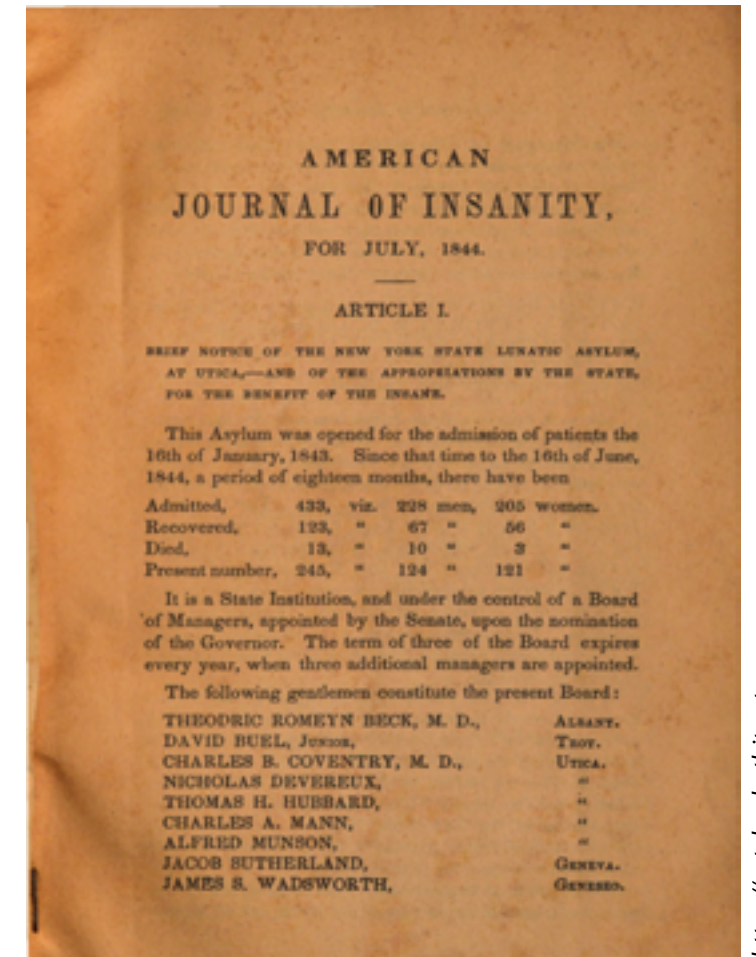 AMERICAN
JOURNAL OF INSANITY,
FOR JULY, 1844.
ARTICLE I.
BRIEF NOTICE OF THE NEW YORK STATE LUNATIC ASYLUM,
AT UTICA,—AND OF THE APPROPRIATIONS BY THE STATE,
FOR THE BENEFIT OF THE INSANE.
This Asylum was opened for the admission of patients the
16th of January, 1843. Since that time to the 16th of June,
1844, a period of eighteen months, there have been
Admitted, 433, viz. 228 men, 205 women.
Recovered, 123, " 67 " 56 "
Died, 13, " 10 " 3 "
Present number, 245, " 124 " 121 "
It is a State Institution, and under the control of a Board
of Managers, appointed by the Senate, upon the nomination
of the Governor. The term of three of the Board expires
every year, when three additional managers are appointed.
The following gentlemen constitute the present Board:
THEODRIC ROMEYN BECK, M. D., ALBANY.
DAVID BUEL, JUNIOR, TROY.
CHARLES B. COVENTRY, M. D., UTICA.
NICHOLAS DEVEREUX, "
THOMAS H. HUBBARD, "
CHARLES A. MANN, "
ALFRED MUNSON, "
JACOB SUTHERLAND, GENEVA.
JAMES S. WADSWORTH, GENESEO.